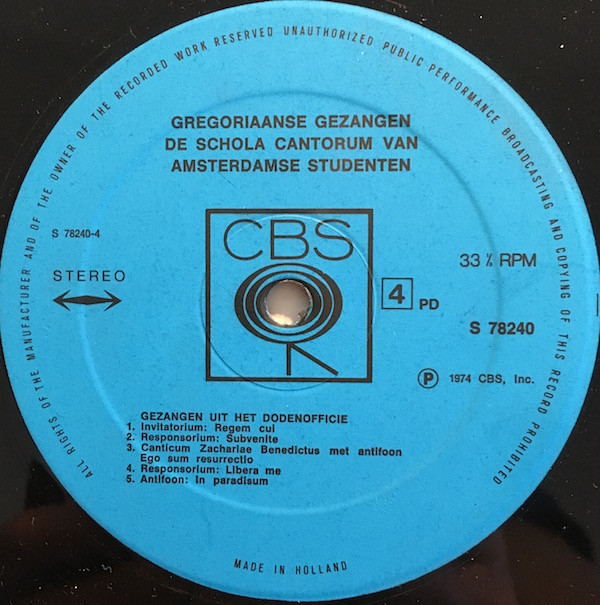 ALL RIGHTS OF THE MANUFACTURER AND OF THE OWNER OF THE RECORDED WORK RESERVED UNAUTHORIZED PUBLIC PERFORMANCE BROADCASTING AND COPYING OF THIS RECORD PROHIBITED
GREGORIAANSE GEZANGEN
DE SCHOLA CANTORUM VAN
AMSTERDAMSE STUDENTEN
CBS
S 78240-4
STEREO
33⅓ RPM
4 PD
S 78240
Ⓟ 1974 CBS, Inc.
GEZANGEN UIT HET DODENOFFICIE
1. Invitatorium: Regem cui
2. Responsorium: Subvenite
3. Canticum Zachariae Benedictus met antifoon
Ego sum resurrectio
4. Responsorium: Libera me
5. Antifoon: In paradisum
MADE IN HOLLAND